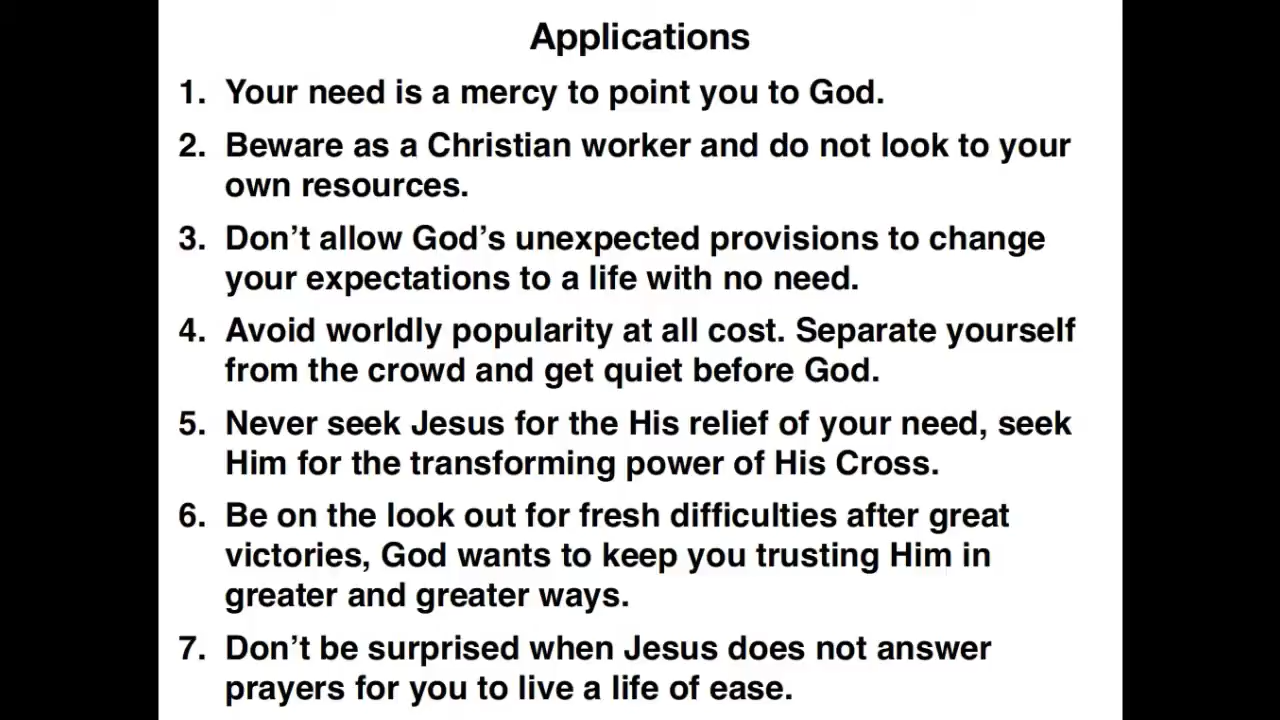 Applications
1. Your need is a mercy to point you to God.
2. Beware as a Christian worker and do not look to your
own resources.
3. Don’t allow God’s unexpected provisions to change
your expectations to a life with no need.
4. Avoid worldly popularity at all cost. Separate yourself
from the crowd and get quiet before God.
5. Never seek Jesus for the His relief of your need, seek
Him for the transforming power of His Cross.
6. Be on the look out for fresh difficulties after great
victories, God wants to keep you trusting Him in
greater and greater ways.
7. Don’t be surprised when Jesus does not answer
prayers for you to live a life of ease.